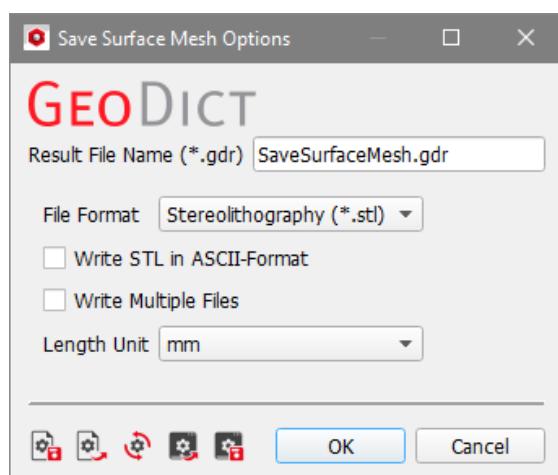 Save Surface Mesh Options
GEODICT
Result File Name (*.gdr) SaveSurfaceMesh.gdr
File Format Stereolithography (*.stl)
Write STL in ASCII-Format
Write Multiple Files
Length Unit mm
OK Cancel